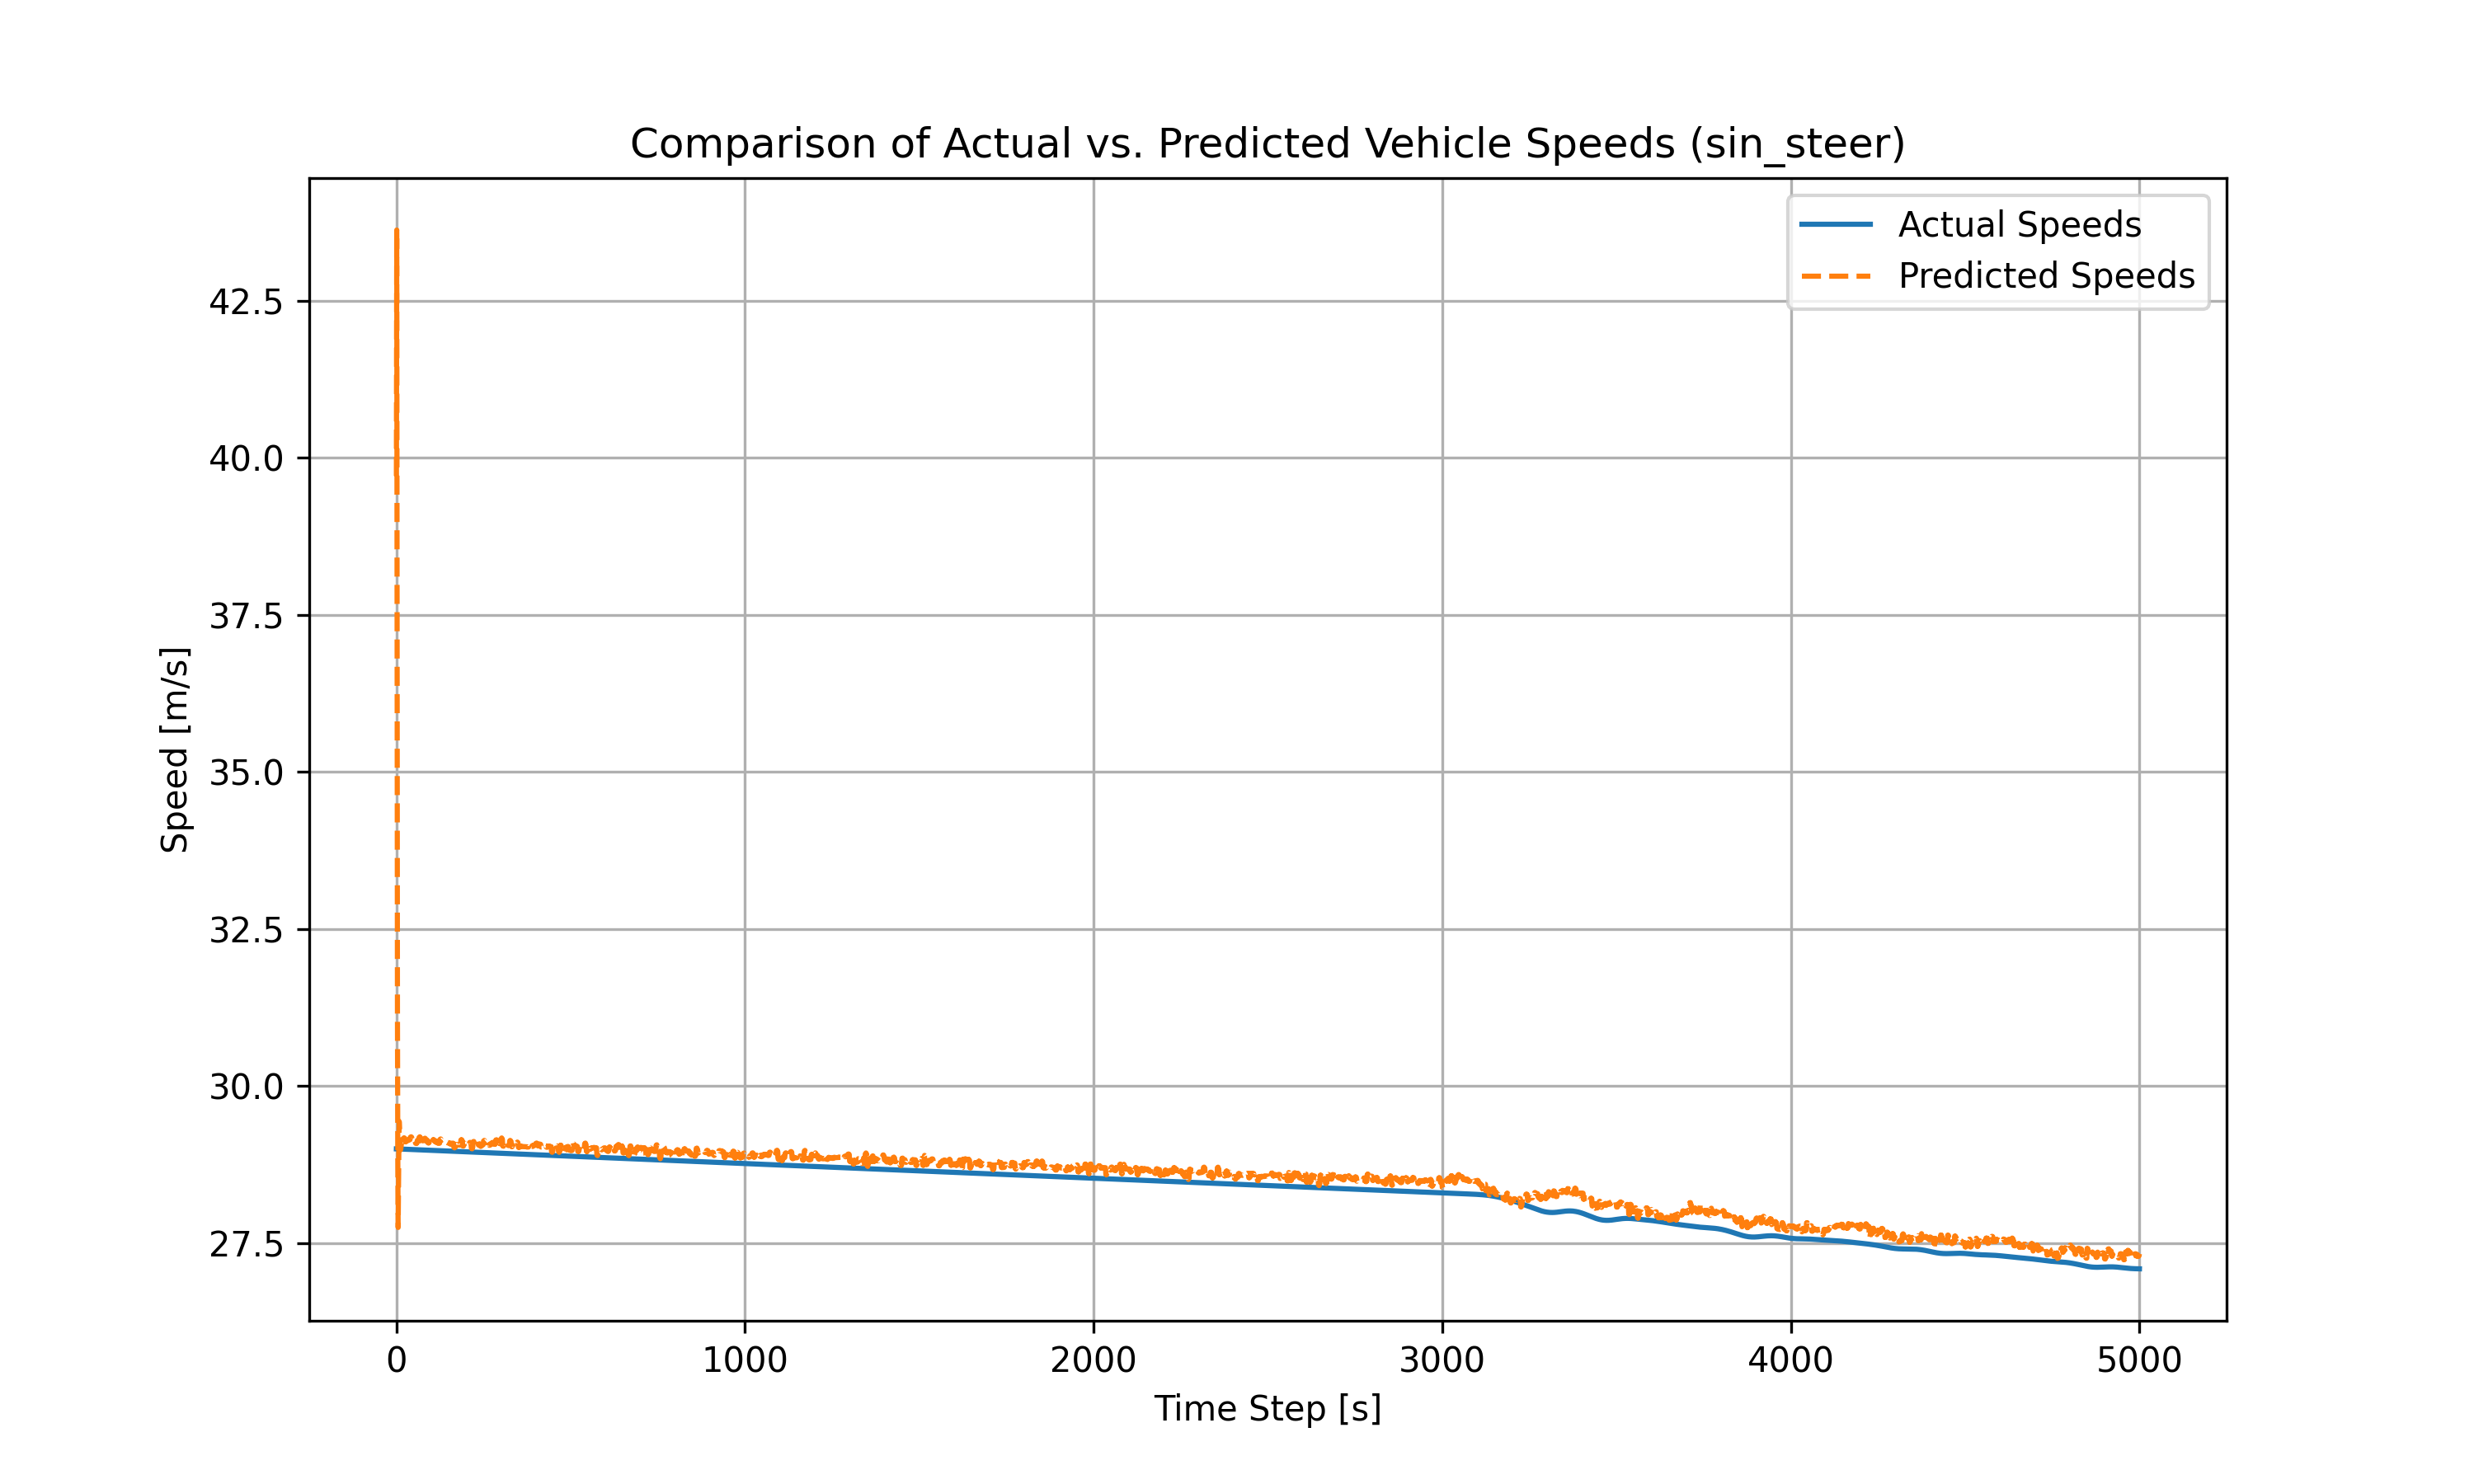 Comparison of Actual vs. Predicted Vehicle Speeds (sin_steer)
Actual Speeds
Predicted Speeds
42.5
40.0
37.5
35.0
32.5
30.0
27.5
Speed [m/s]
0 1000 2000 3000 4000 5000
Time Step [s]